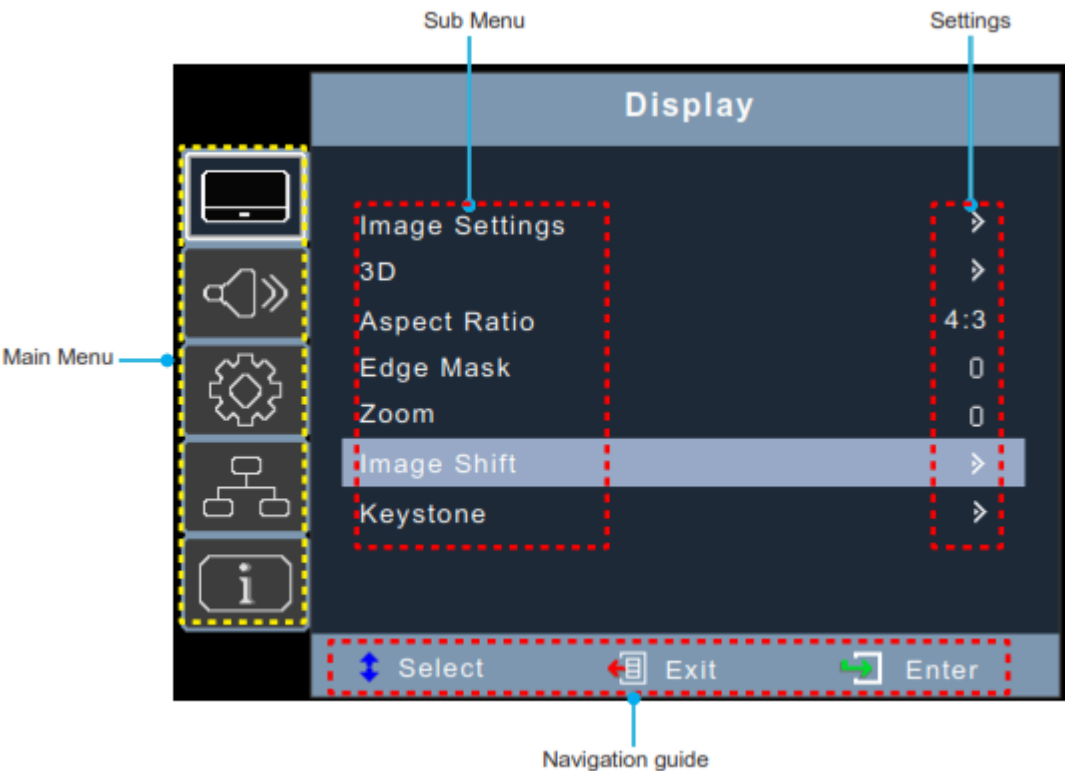 Sub Menu
Settings
Display
Image Settings
3D
Aspect Ratio 4:3
Edge Mask 0
Zoom 0
Image Shift
Keystone
Main Menu
i
Select Exit Enter
Navigation guide